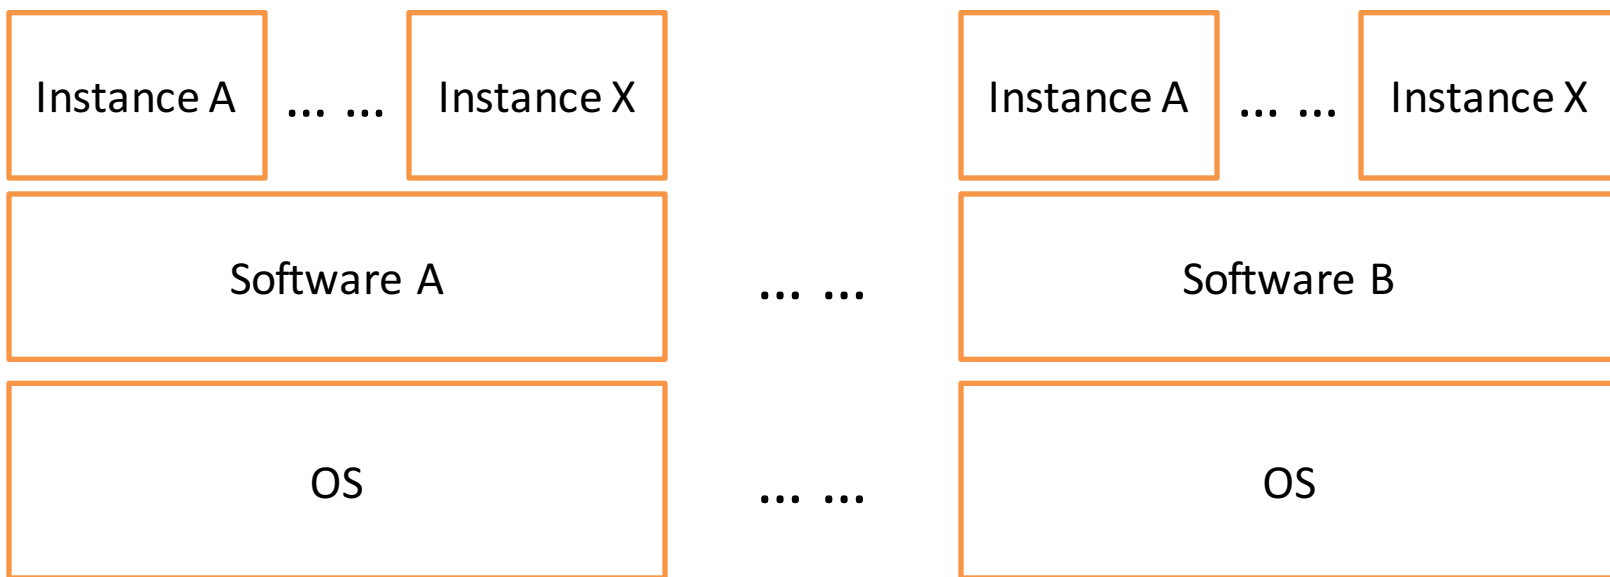 Instance A ... ... Instance X Instance A ... ... Instance X
Software A ... ... Software B
OS ... ... OS